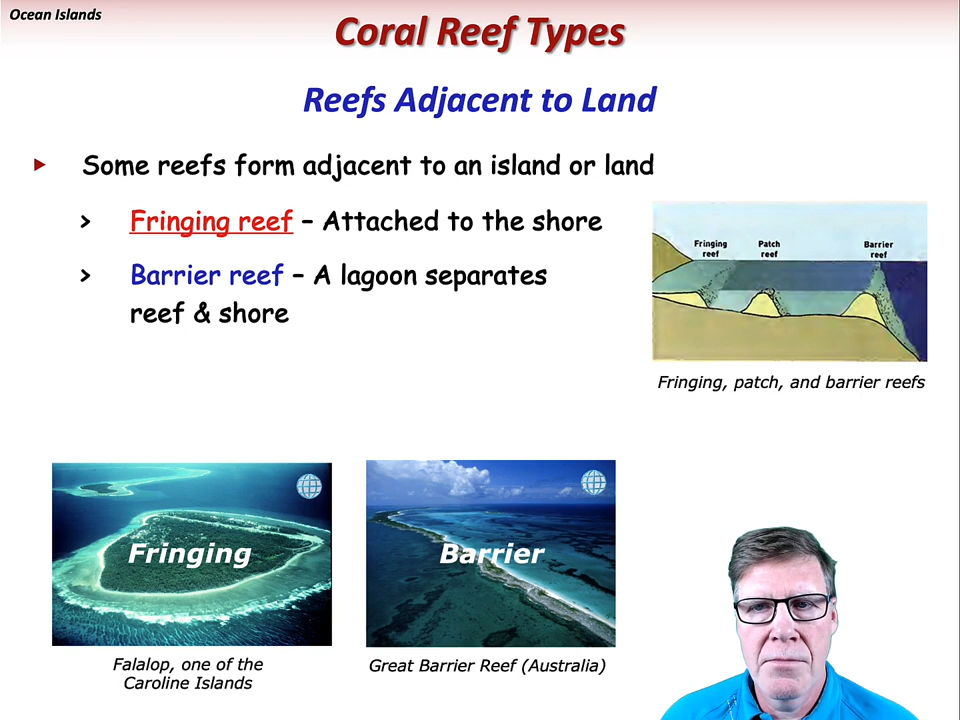 Ocean Islands
Coral Reef Types
Reefs Adjacent to Land
Some reefs form adjacent to an island or land
> Fringing reef – Attached to the shore
> Barrier reef – A lagoon separates
reef & shore
Fringing reef
Patch reef
Barrier reef
Fringing, patch, and barrier reefs
Fringing
Barrier
Falalop, one of the
Caroline Islands
Great Barrier Reef (Australia)